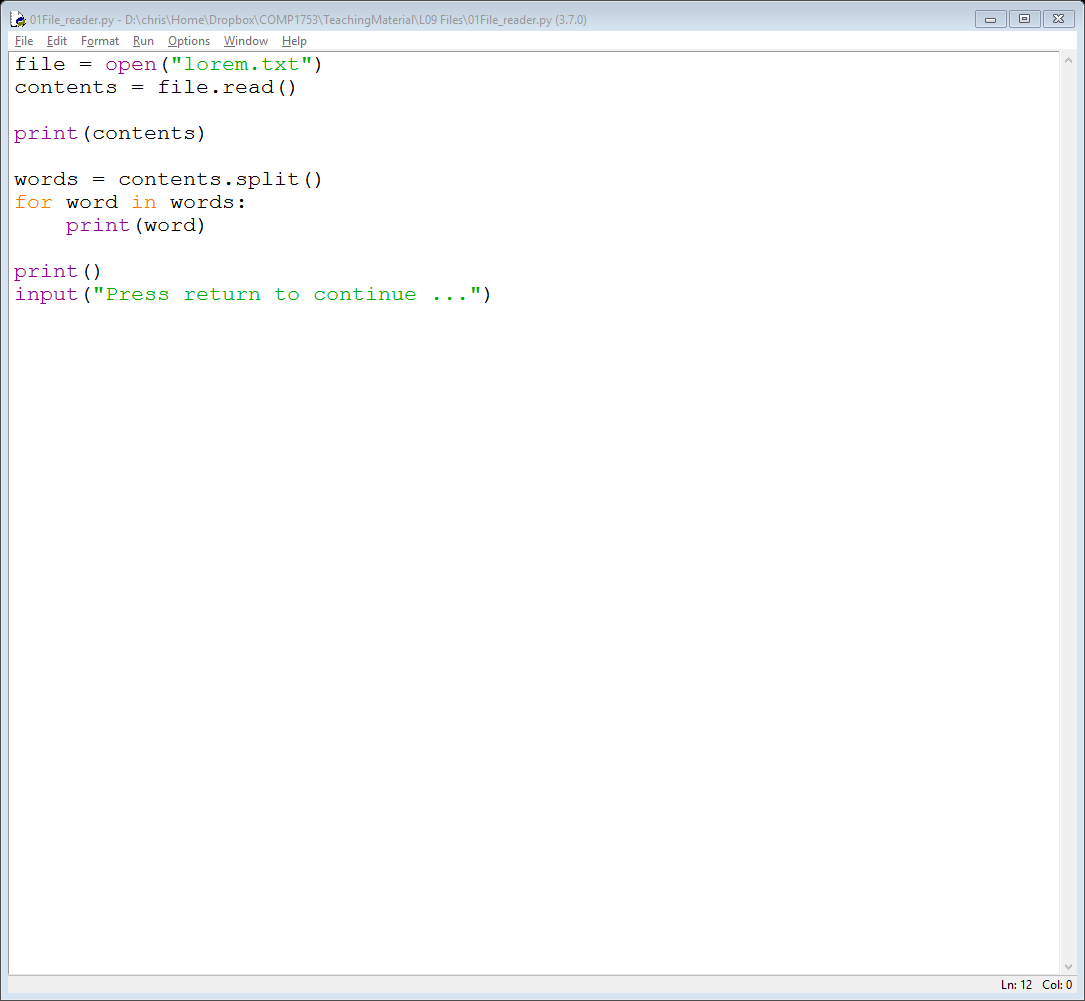 01File_reader.py - D:\chris\Home\Dropbox\COMP1753\TeachingMaterial\L09 Files\01File_reader.py (3.7.0)
File Edit Format Run Options Window Help
file = open("lorem.txt")
contents = file.read()
print(contents)
words = contents.split()
for word in words:
    print(word)
print()
input("Press return to continue ...")
Ln: 12 Col: 0